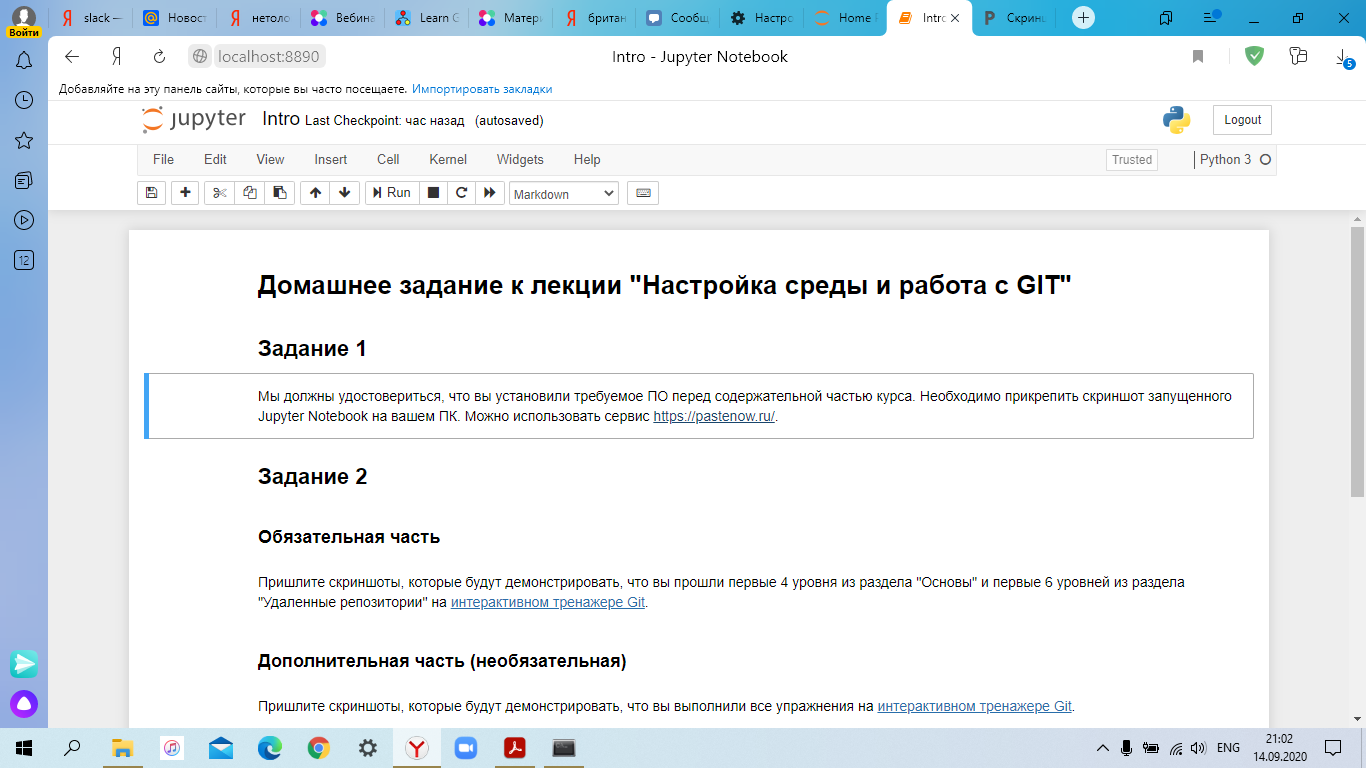 Войти
slack —
Новост
нетоло
Вебина
Learn G
Матери
британ
Сообщ
Настро
Home
Intro
Скринш
localhost:8890
Intro - Jupyter Notebook
5
Добавляйте на эту панель сайты, которые вы часто посещаете. Импортировать закладки
jupyter Intro Last Checkpoint: час назад (autosaved)
Logout
File Edit View Insert Cell Kernel Widgets Help
Trusted
Python 3
Run
Markdown
12
Домашнее задание к лекции "Настройка среды и работа с GIT"
Задание 1
Мы должны удостовериться, что вы установили требуемое ПО перед содержательной частью курса. Необходимо прикрепить скриншот запущенного
Jupyter Notebook на вашем ПК. Можно использовать сервис https://pastenow.ru/.
Задание 2
Обязательная часть
Пришлите скриншоты, которые будут демонстрировать, что вы прошли первые 4 уровня из раздела "Основы" и первые 6 уровней из раздела
"Удаленные репозитории" на интерактивном тренажере Git.
Дополнительная часть (необязательная)
Пришлите скриншоты, которые будут демонстрировать, что вы выполнили все упражнения на интерактивном тренажере Git.
ENG
21:02
14.09.2020